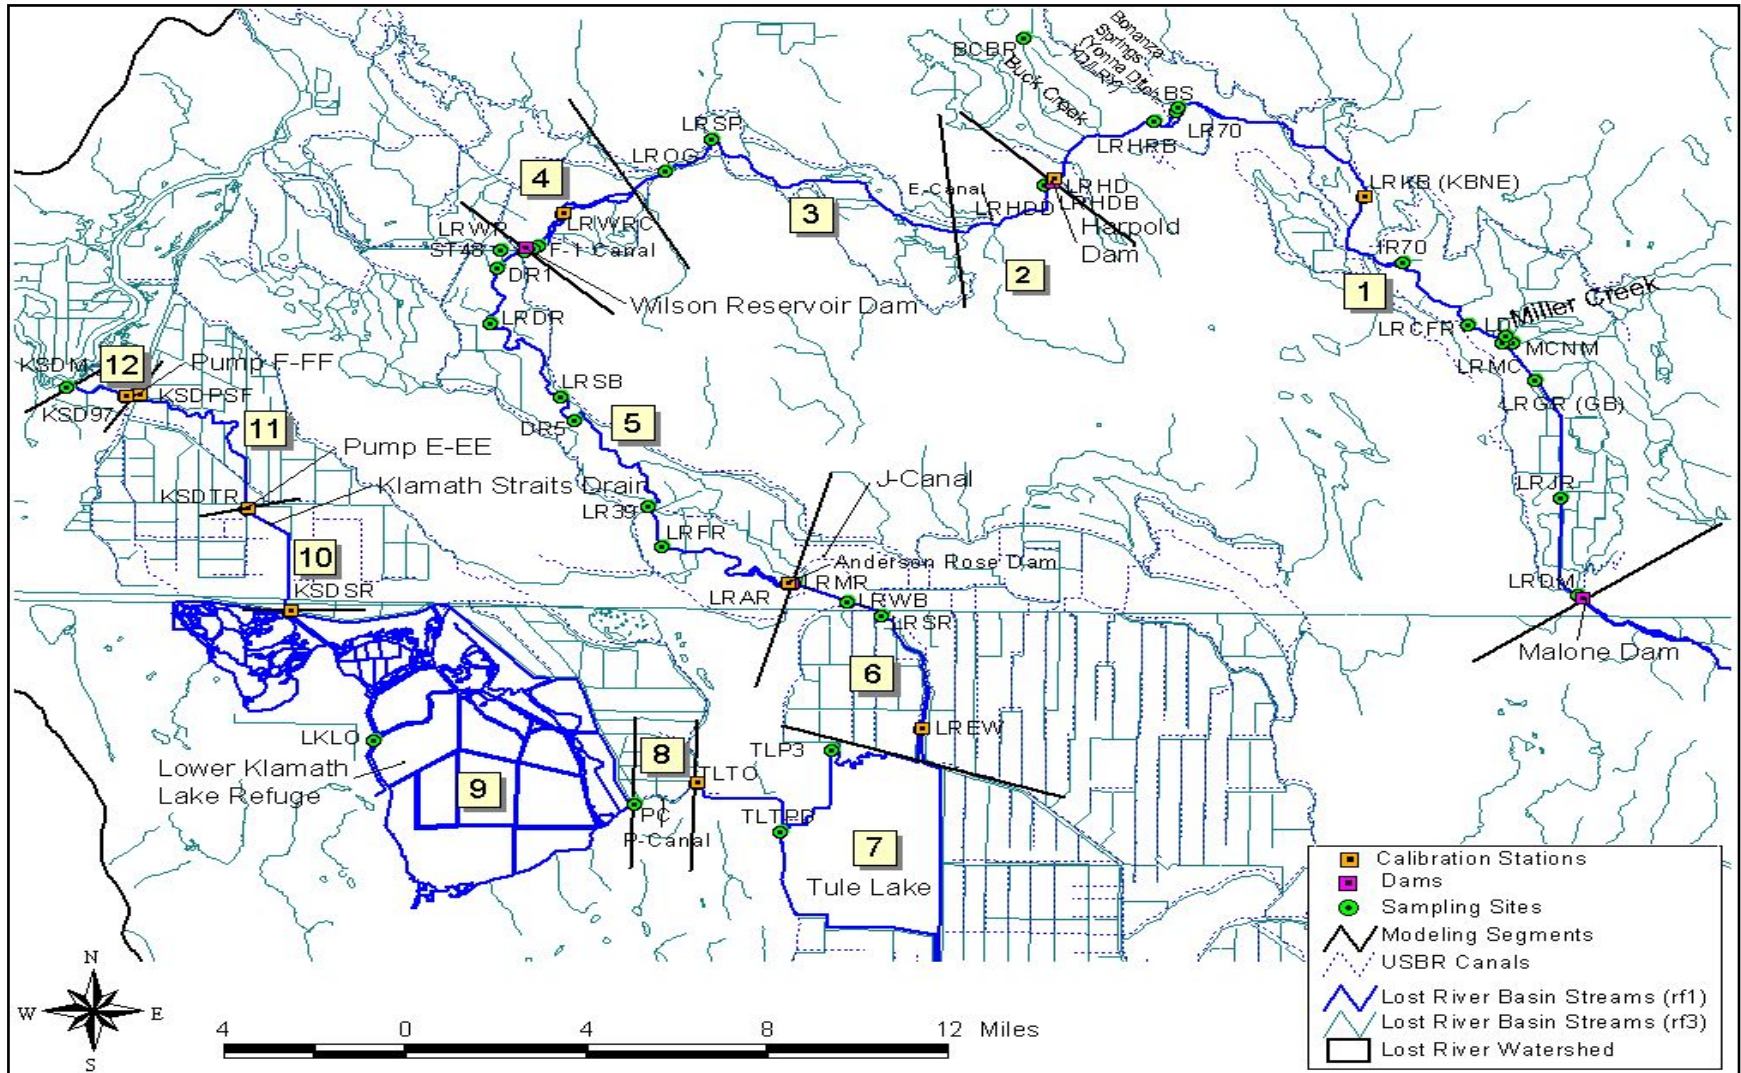 BCBR
Bonanza
Springs
(Yonna Ditch
Buck Creek
BS
LR70
LRHRB
LRSP
LROG
4
3
E-Canal
LRHD
LRHDB
LRHDD
Harpold
Dam
2
LRKB (KBNE)
IR70
1
Miller Creek
LRCFR
MCNM
LRMC
LRGR (GB)
LRJR
LRDM
Malone Dam
LRWRC
ST48
F-1 Canal
DR1
Wilson Reservoir Dam
LRDR
KSDM
12
Pump F-FF
KSDPSF
KSD97
11
LRSB
DR5
5
Pump E-EE
KSDTR
Klamath Straits Drain
LR39
LRFR
J-Canal
10
KSDSR
Anderson Rose Dam
LRMR
LRAR
LRWB
LRSR
6
LREW
LKLO
Lower Klamath
Lake Refuge
9
8
TLTO
PC
P-Canal
TLP3
TLTPD
7
Tule Lake
Calibration Stations
Dams
Sampling Sites
Modeling Segments
USBR Canals
Lost River Basin Streams (rf1)
Lost River Basin Streams (rf3)
Lost River Watershed
N
W
E
S
4 0 4 8 12 Miles